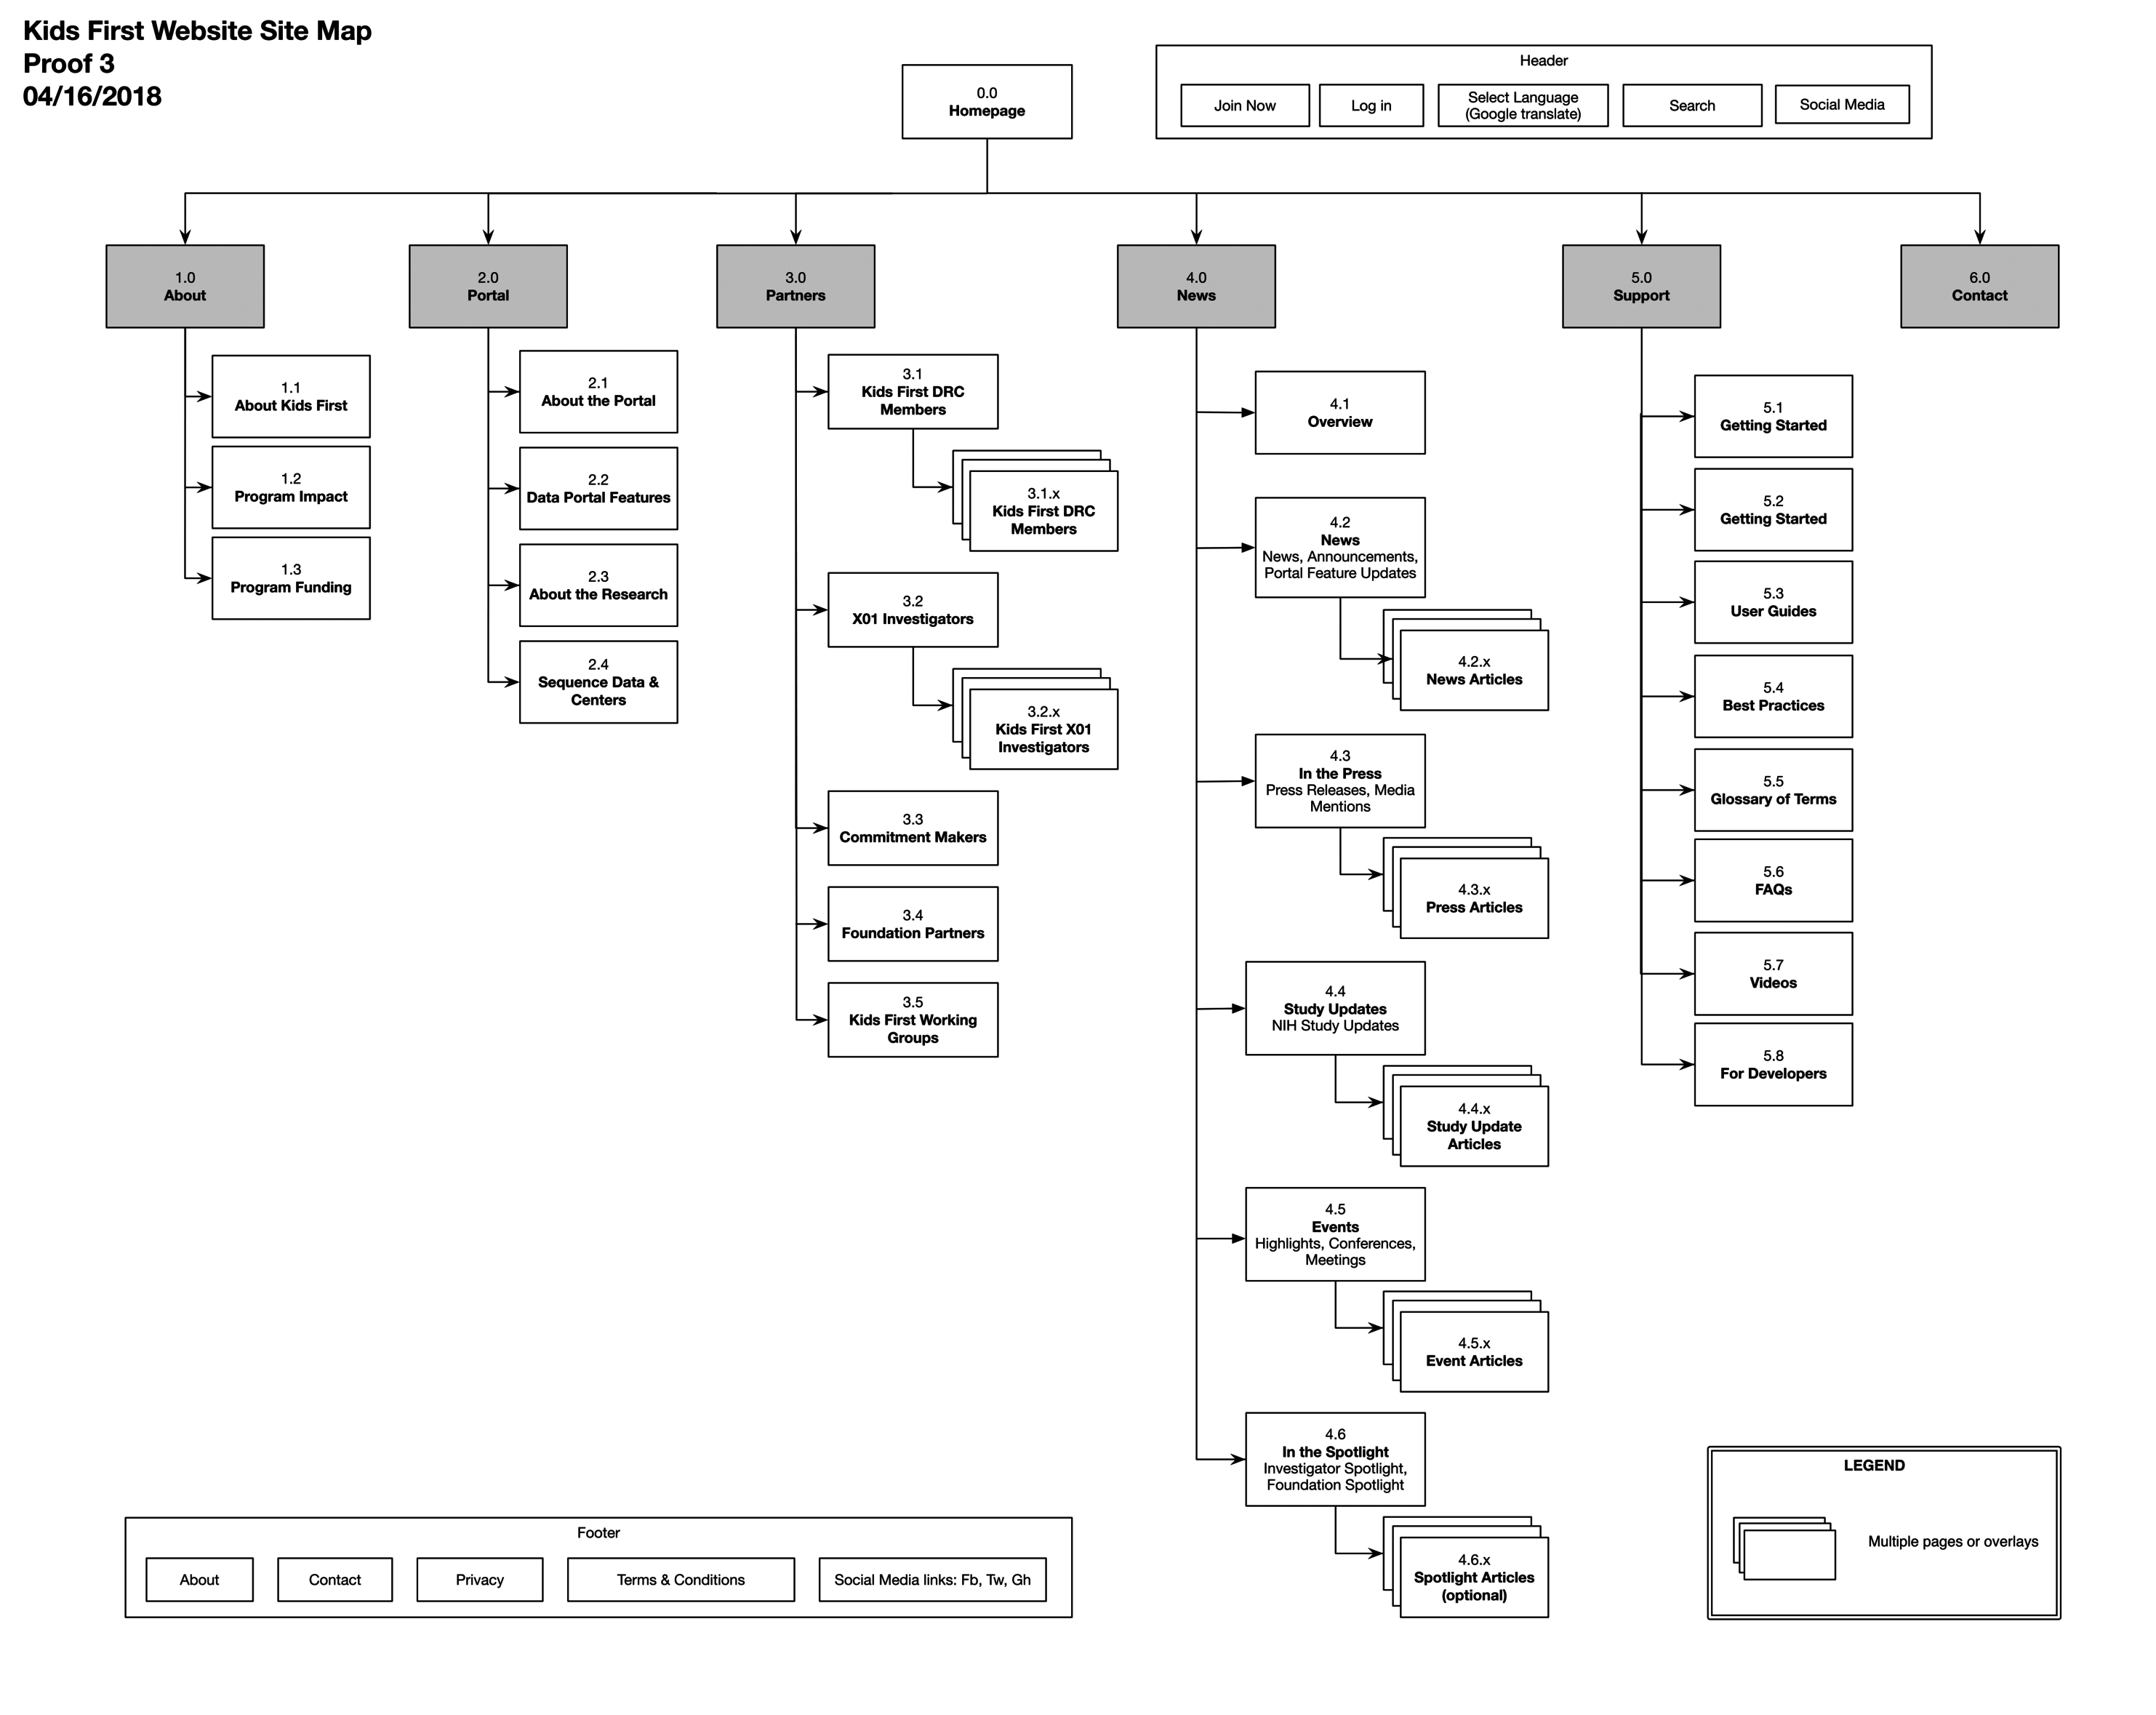 Kids First Website Site Map
Proof 3
04/16/2018
0.0
Homepage
Header
Join Now
Log in
Select Language
(Google translate)
Search
Social Media
1.0
About
2.0
Portal
3.0
Partners
4.0
News
5.0
Support
6.0
Contact
1.1
About Kids First
1.2
Program Impact
1.3
Program Funding
2.1
About the Portal
2.2
Data Portal Features
2.3
About the Research
2.4
Sequence Data &
Centers
3.1
Kids First DRC
Members
3.1.x
Kids First DRC
Members
3.2
X01 Investigators
3.2.x
Kids First X01
Investigators
3.3
Commitment Makers
3.4
Foundation Partners
3.5
Kids First Working
Groups
4.1
Overview
4.2
News
News, Announcements,
Portal Feature Updates
4.2.x
News Articles
4.3
In the Press
Press Releases, Media
Mentions
4.3.x
Press Articles
4.4
Study Updates
NIH Study Updates
4.4.x
Study Update
Articles
4.5
Events
Highlights, Conferences,
Meetings
4.5.x
Event Articles
4.6
In the Spotlight
Investigator Spotlight,
Foundation Spotlight
4.6.x
Spotlight Articles
(optional)
5.1
Getting Started
5.2
Getting Started
5.3
User Guides
5.4
Best Practices
5.5
Glossary of Terms
5.6
FAQs
5.7
Videos
5.8
For Developers
Footer
About
Contact
Privacy
Terms & Conditions
Social Media links: Fb, Tw, Gh
LEGEND
Multiple pages or overlays